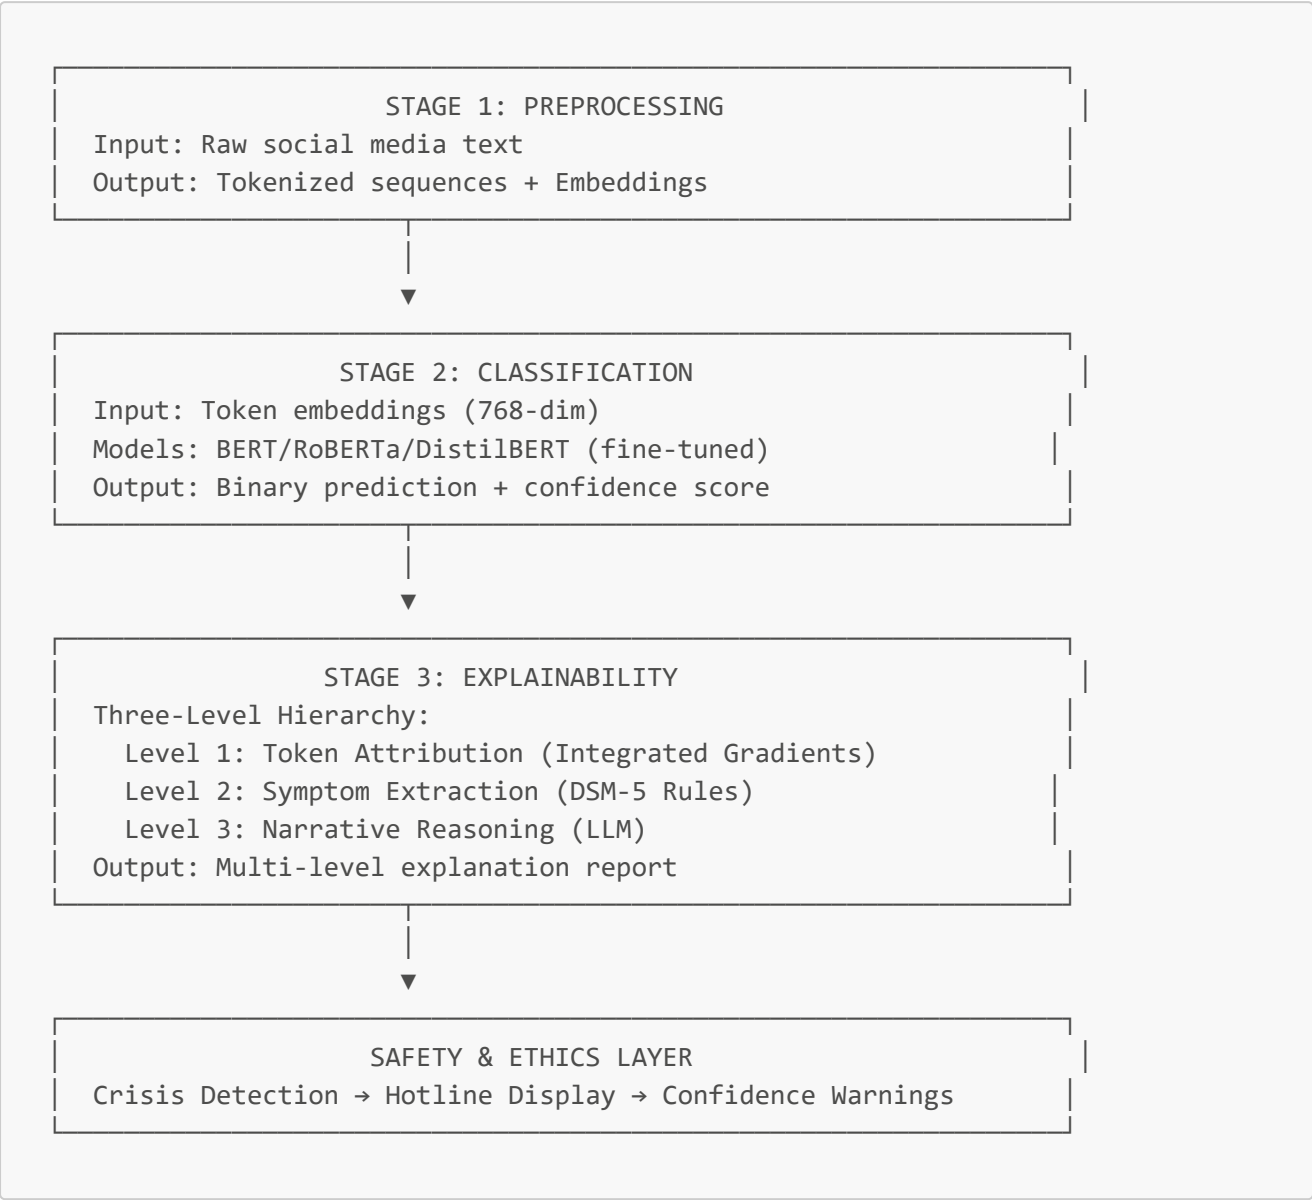 STAGE 1: PREPROCESSING
Input: Raw social media text
Output: Tokenized sequences + Embeddings
STAGE 2: CLASSIFICATION
Input: Token embeddings (768-dim)
Models: BERT/RoBERTa/DistilBERT (fine-tuned)
Output: Binary prediction + confidence score
STAGE 3: EXPLAINABILITY
Three-Level Hierarchy:
Level 1: Token Attribution (Integrated Gradients)
Level 2: Symptom Extraction (DSM-5 Rules)
Level 3: Narrative Reasoning (LLM)
Output: Multi-level explanation report
SAFETY & ETHICS LAYER
Crisis Detection → Hotline Display → Confidence Warnings